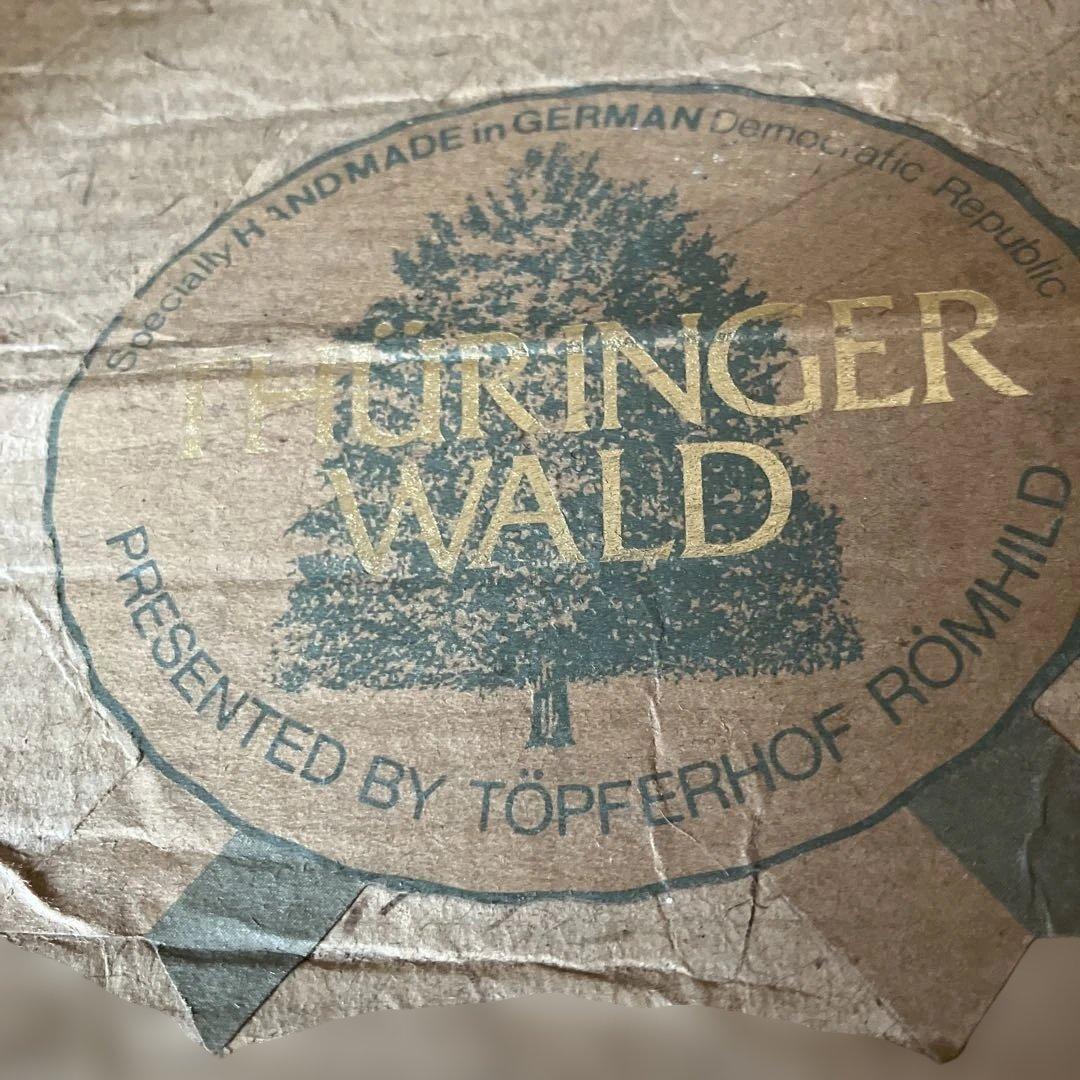 Specially HANDMADE in GERMAN Democratic Republic
THÜRINGER
WALD
PRESENTED BY TÖPFERHOF RÖMHILD